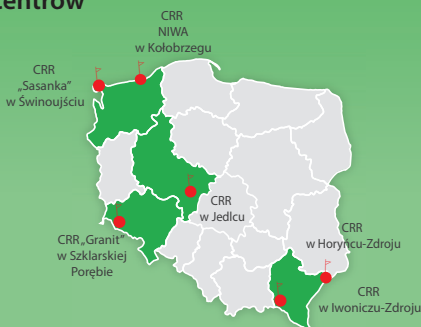 centrów
CRR
NIWA
w Kołobrzegu
CRR
„Sasanka"
w Świnoujściu
CRR
w Jedlcu
CRR „Granit"
w Szklarskiej
Porębie
CRR
w Horyńcu-Zdroju
CRR
w Iwoniczu-Zdroju